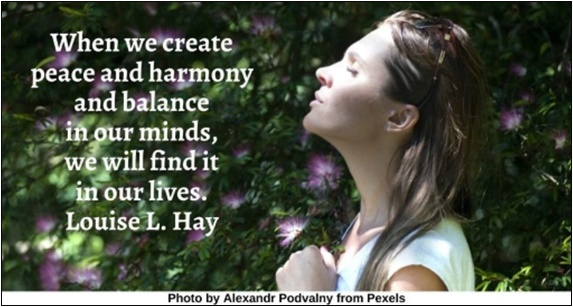 When we create
peace and harmony
and balance
in our minds,
we will find it
in our lives.
Louise L. Hay
Photo by Alexandr Podvalny from Pexels